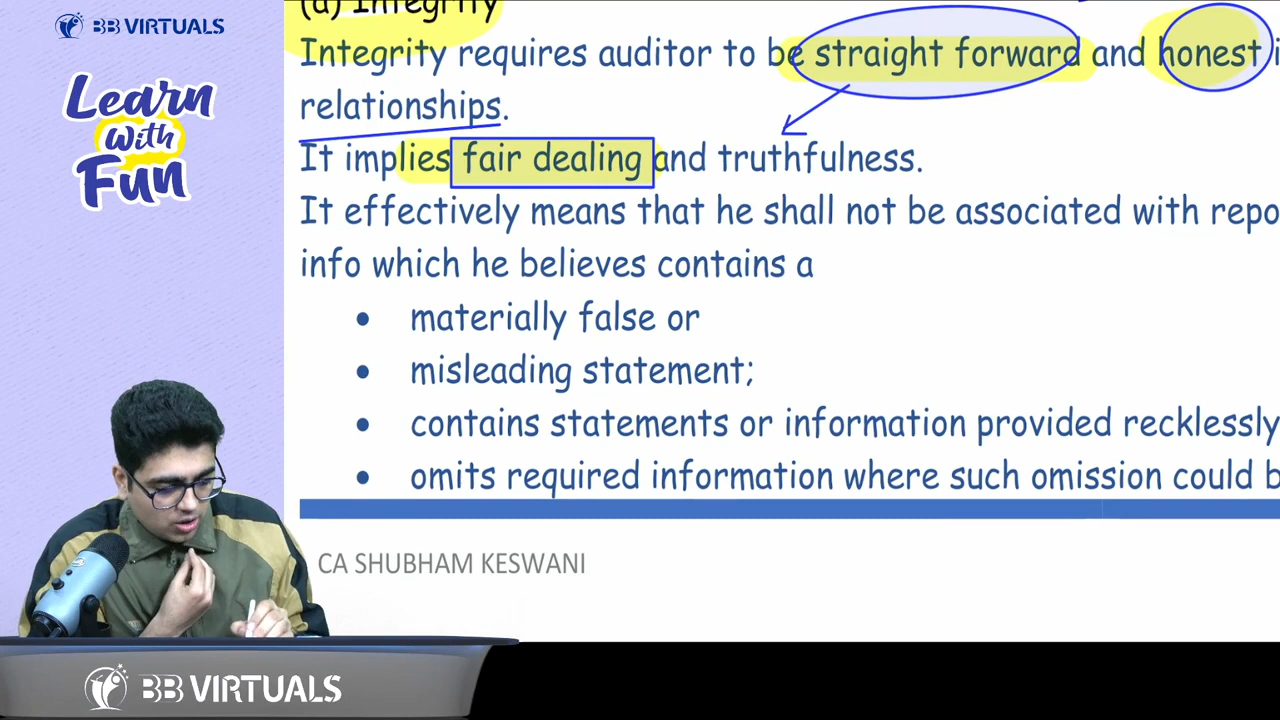 BB VIRTUALS
Learn
With
Fun
(a) Integrity
Integrity requires auditor to be straight forward and honest
relationships.
It implies fair dealing and truthfulness.
It effectively means that he shall not be associated with
info which he believes contains a
• materially false or
• misleading statement;
• contains statements or information provided recklessly
• omits required information where such omission could
CA SHUBHAM KESWANI
BB VIRTUALS